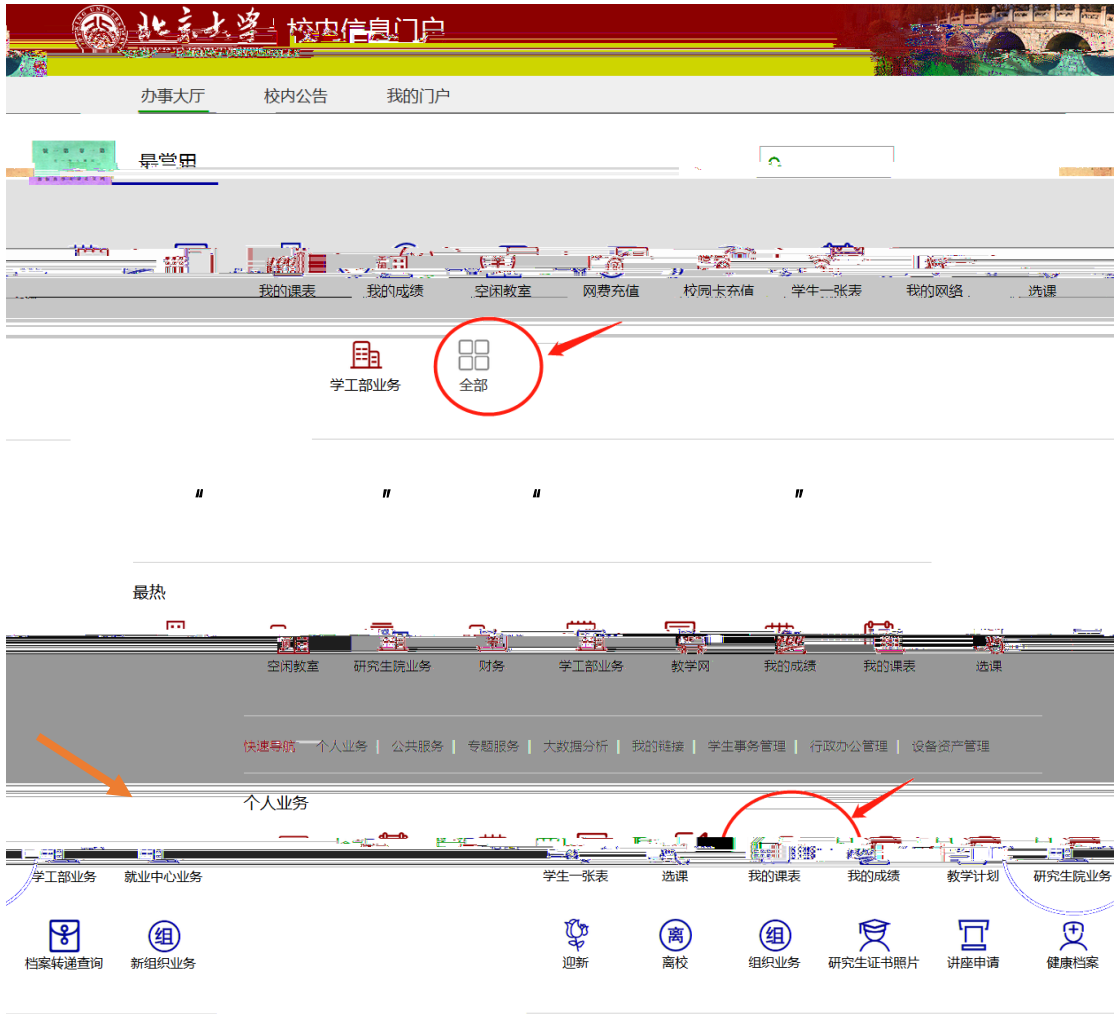 北京大学 校内信息门户
办事大厅 校内公告 我的门户
最常用
我的课表 我的成绩 空闲教室 网费充值 校园卡充值 学生一张表 我的网络 选课
学工部业务 全部
“ ” “ ”
最热
空闲教室 研究生院业务 财务 学工部业务 教学网 我的成绩 我的课表 选课
快速导航 个人业务 | 公共服务 | 专题服务 | 大数据分析 | 我的链接 | 学生事务管理 | 行政办公管理 | 设备资产管理
个人业务
学工部业务 就业中心业务 学生一张表 选课 我的课表 我的成绩 教学计划 研究生院业务
组 离 组
档案转递查询 新组织业务 迎新 离校 组织业务 研究生证书照片 讲座申请 健康档案